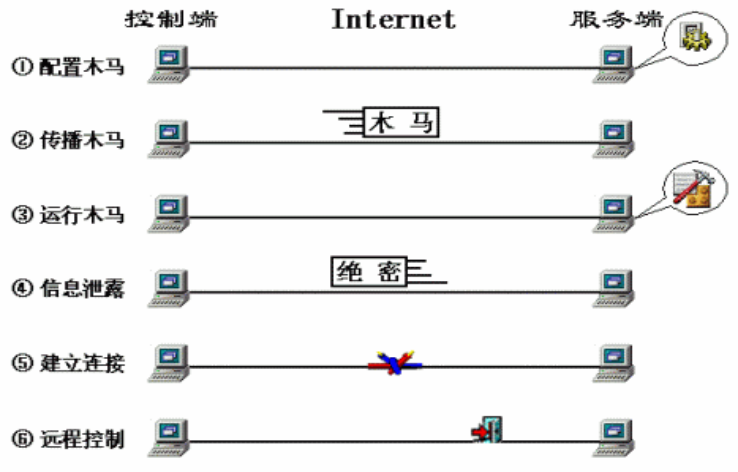 控制端 Internet 服务端
① 配置木马
② 传播木马 木 马
③ 运行木马
④ 信息泄露 绝 密
⑤ 建立连接
⑥ 远程控制